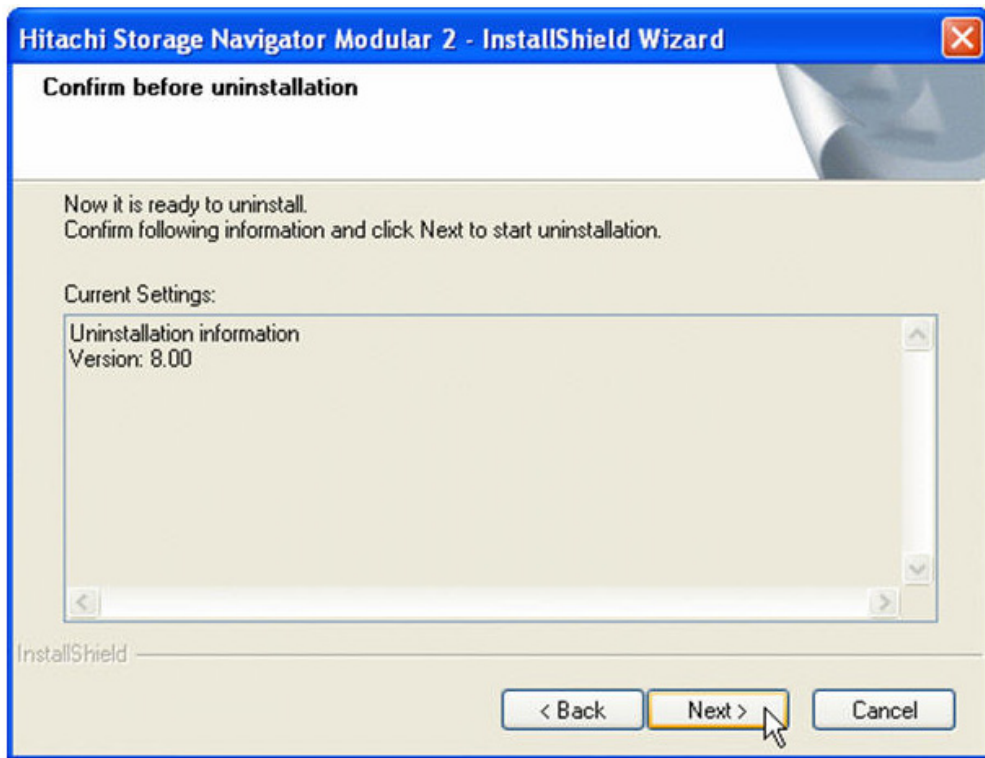 Hitachi Storage Navigator Modular 2 - InstallShield Wizard
Confirm before uninstallation
Now it is ready to uninstall.
Confirm following information and click Next to start uninstallation.
Current Settings:
Uninstallation information
Version: 8.00
InstallShield
< Back
Next >
Cancel